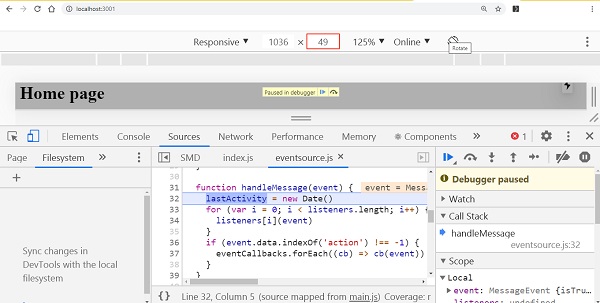 localhost:3001
Responsive ▼ 1036 × 49 125% ▼ Online ▼
Rotate
Home page
Paused in debugger
Elements Console Sources Network Performance Memory Components » 1
Page Filesystem » SMD index.js eventsource.js ×
Debugger paused
Watch
Call Stack
handleMessage
eventsource.js:32
Scope
Local
event: MessageEvent {isTru
listeners: undefined
Sync changes in
DevTools with the local
filesystem
30 }
31 function handleMessage(event) { event = Mess
32 lastActivity = new Date()
33 for (var i = 0; i < listeners.length; i++) {
34 listeners[i](event)
35 }
36 if (event.data.indexOf('action') !== -1) {
37 eventCallbacks.forEach((cb) => cb(event))
38 }
39 }
{} Line 32, Column 5 (source mapped from main.js) Coverage: r